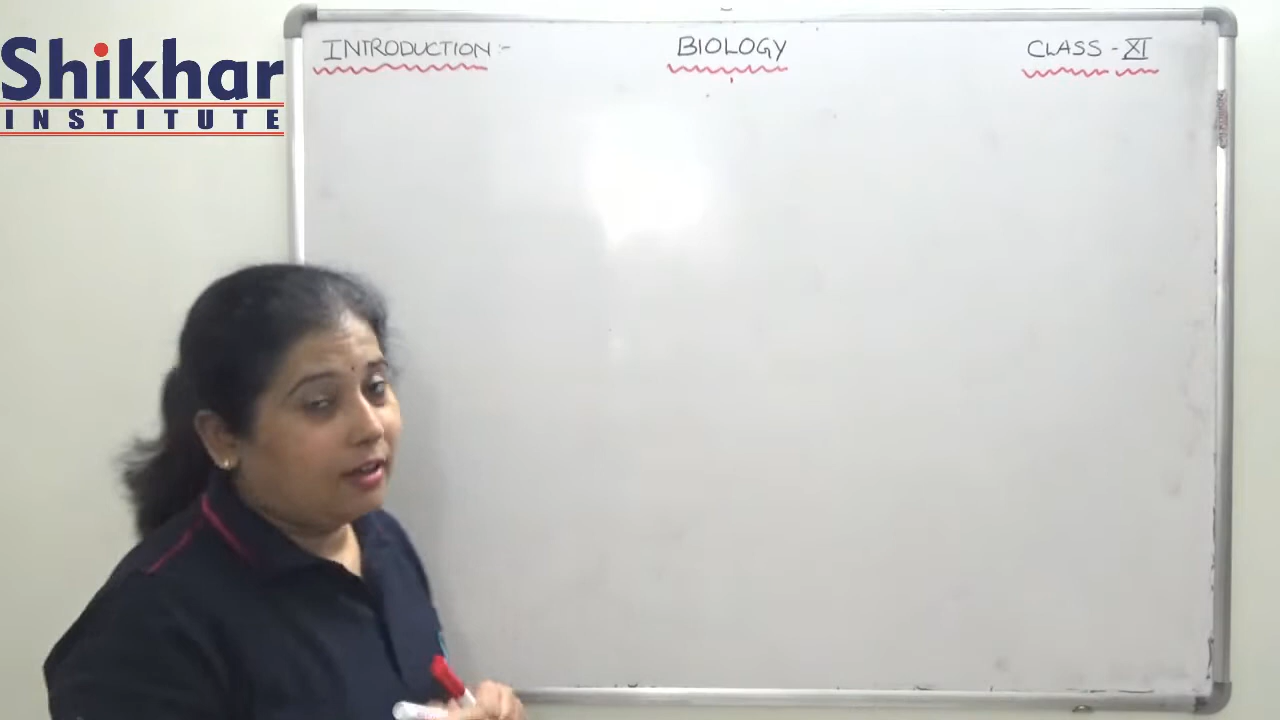 Shikhar
INSTITUTE
INTRODUCTION :-
BIOLOGY
CLASS - XI